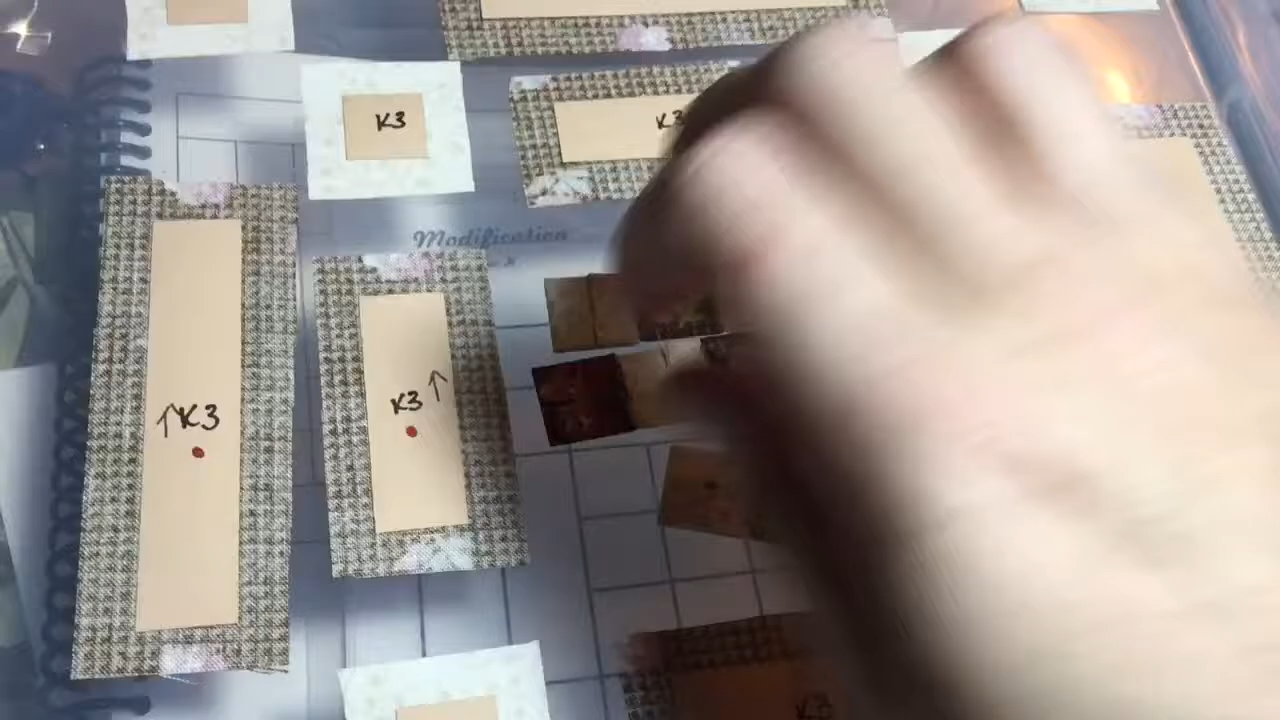 K3
K3
Modification
↑K3
K3↑